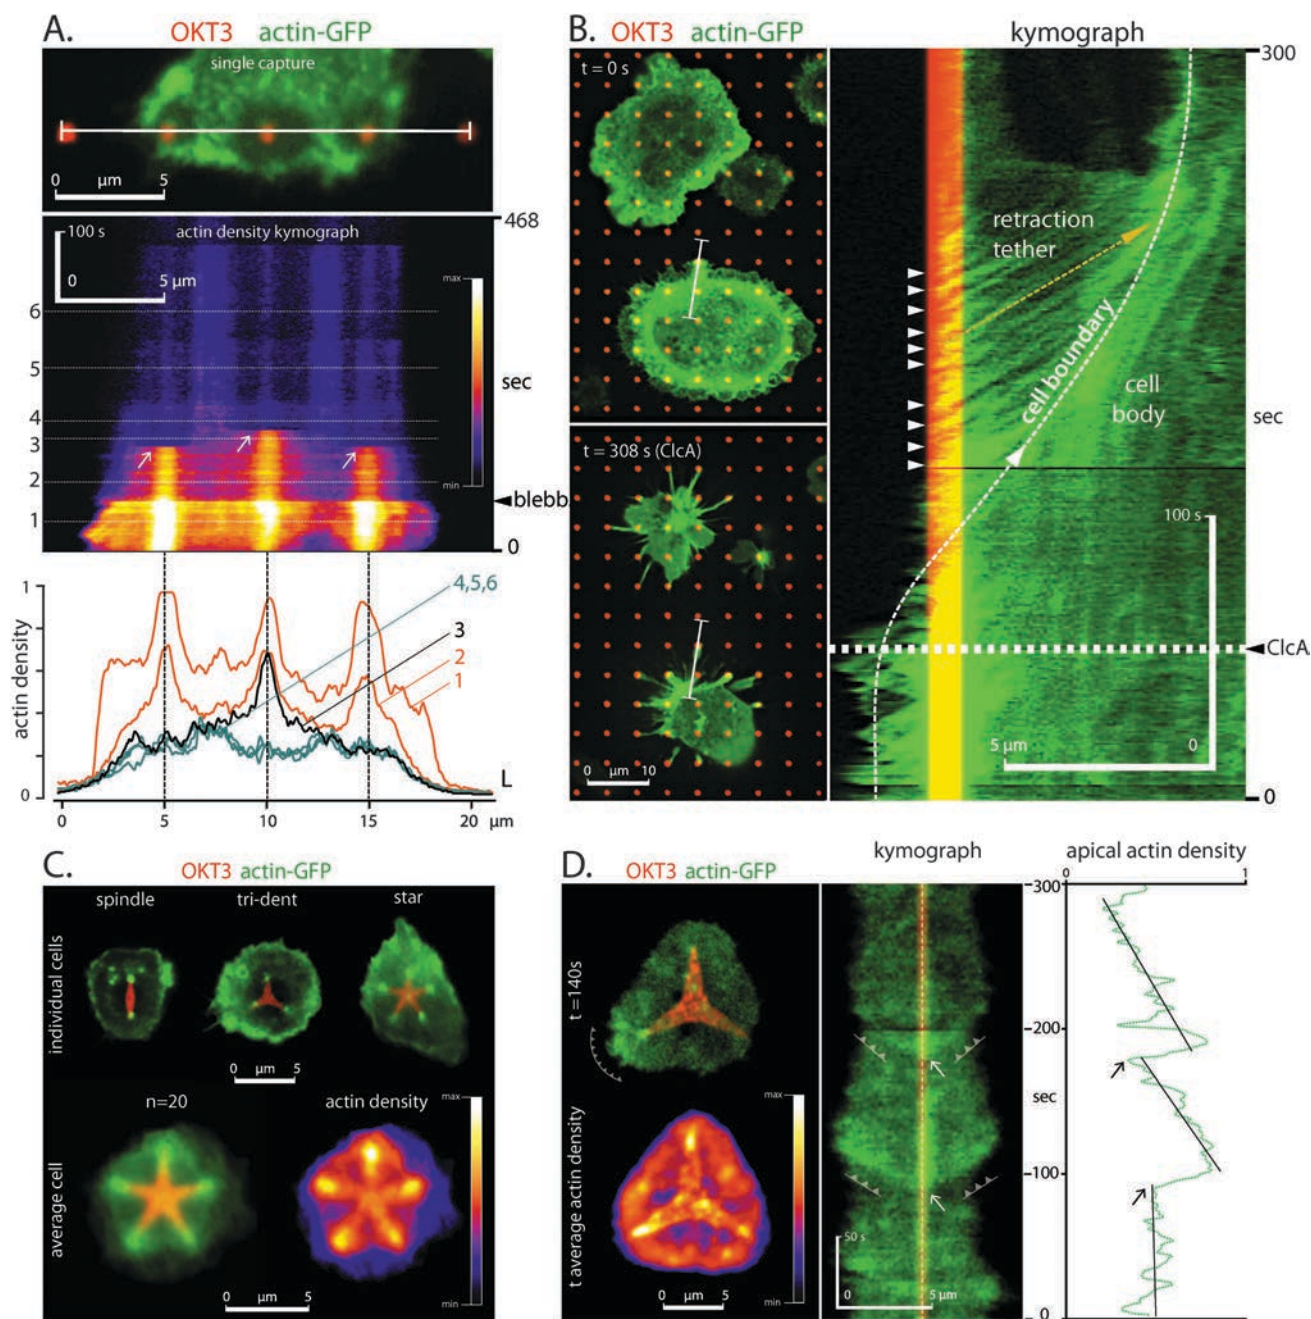 A.
OKT3 actin-GFP
single capture
0 μm 5
468
100 s
actin density kymograph
0 5 μm
max
6
5
sec
4
3
2
min
blebb.
1
0
1
4,5,6
3
2
1
actin density
0
L
0 5 10 15 20 μm
B.
OKT3 actin-GFP
kymograph
t = 0 s
300
retraction
tether
cell boundary
cell
body
sec
t = 308 s (ClcA)
100 s
ClcA
5 μm
0
0 μm 10
0
C.
OKT3 actin-GFP
spindle tri-dent star
individual cells
0 μm 5
n=20 actin density
max
average cell
min
0 μm 5
D.
OKT3 actin-GFP
kymograph
apical actin density
0 1
300
t =140s
200
sec
max
t average actin density
100
50 s
0 5 μm
min
0 μm 5
0